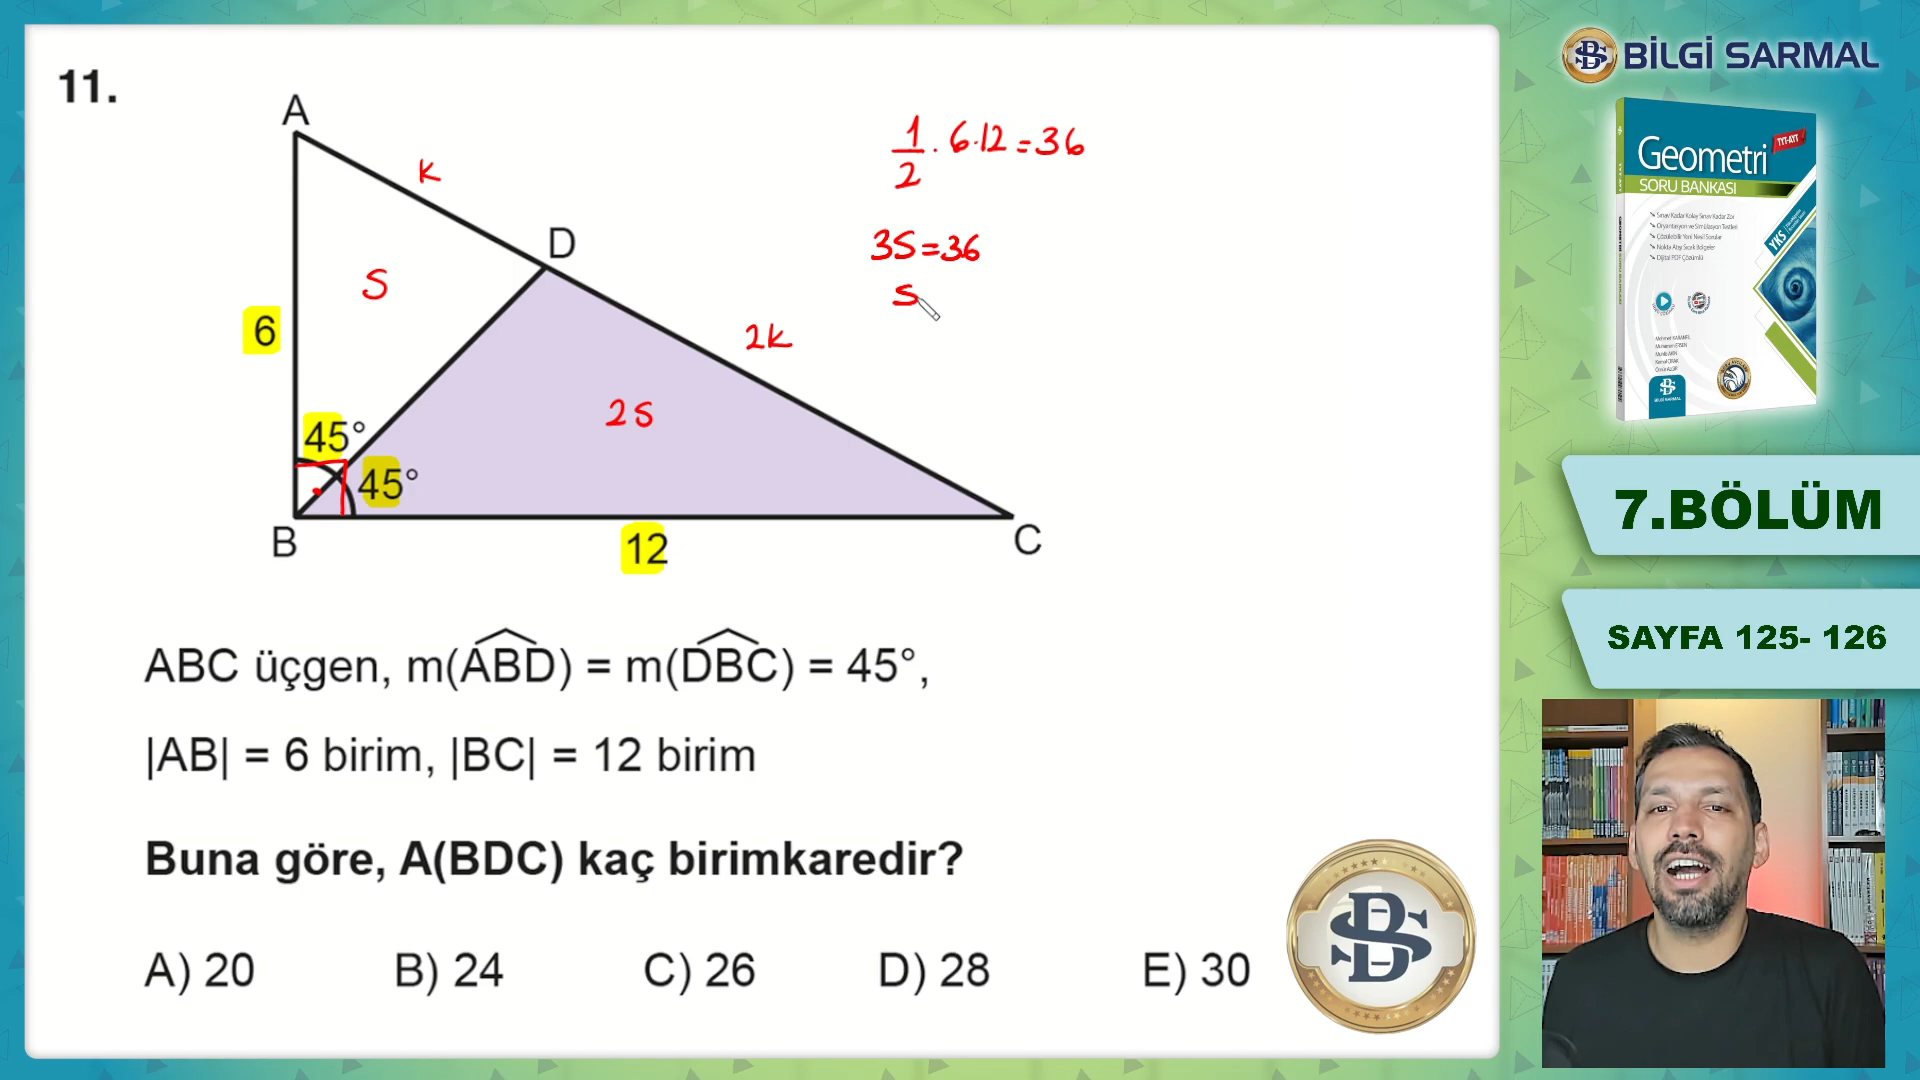 11.
A
k
D
S
6
2k
2S
45°
45°
B
12
C
1/2 . 6.12 = 36
3S = 36
S
ABC üçgen, m(ABD) = m(DBC) = 45°,
|AB| = 6 birim, |BC| = 12 birim
Buna göre, A(BDC) kaç birimkaredir?
A) 20 B) 24 C) 26 D) 28 E) 30
BİLGİ SARMAL
Geometri
TYT-AYT
SORU BANKASI
YKS
7.BÖLÜM
SAYFA 125- 126